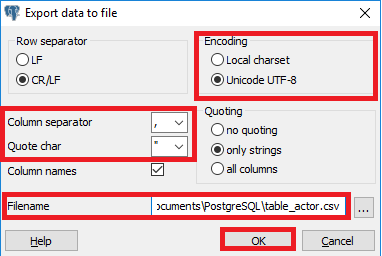 Export data to file
Row separator
LF
CR/LF
Encoding
Local charset
Unicode UTF-8
Column separator ,
Quote char "
Column names
Quoting
no quoting
only strings
all columns
Filename ocuments\PostgreSQL\table_actor.csv ...
Help OK Cancel